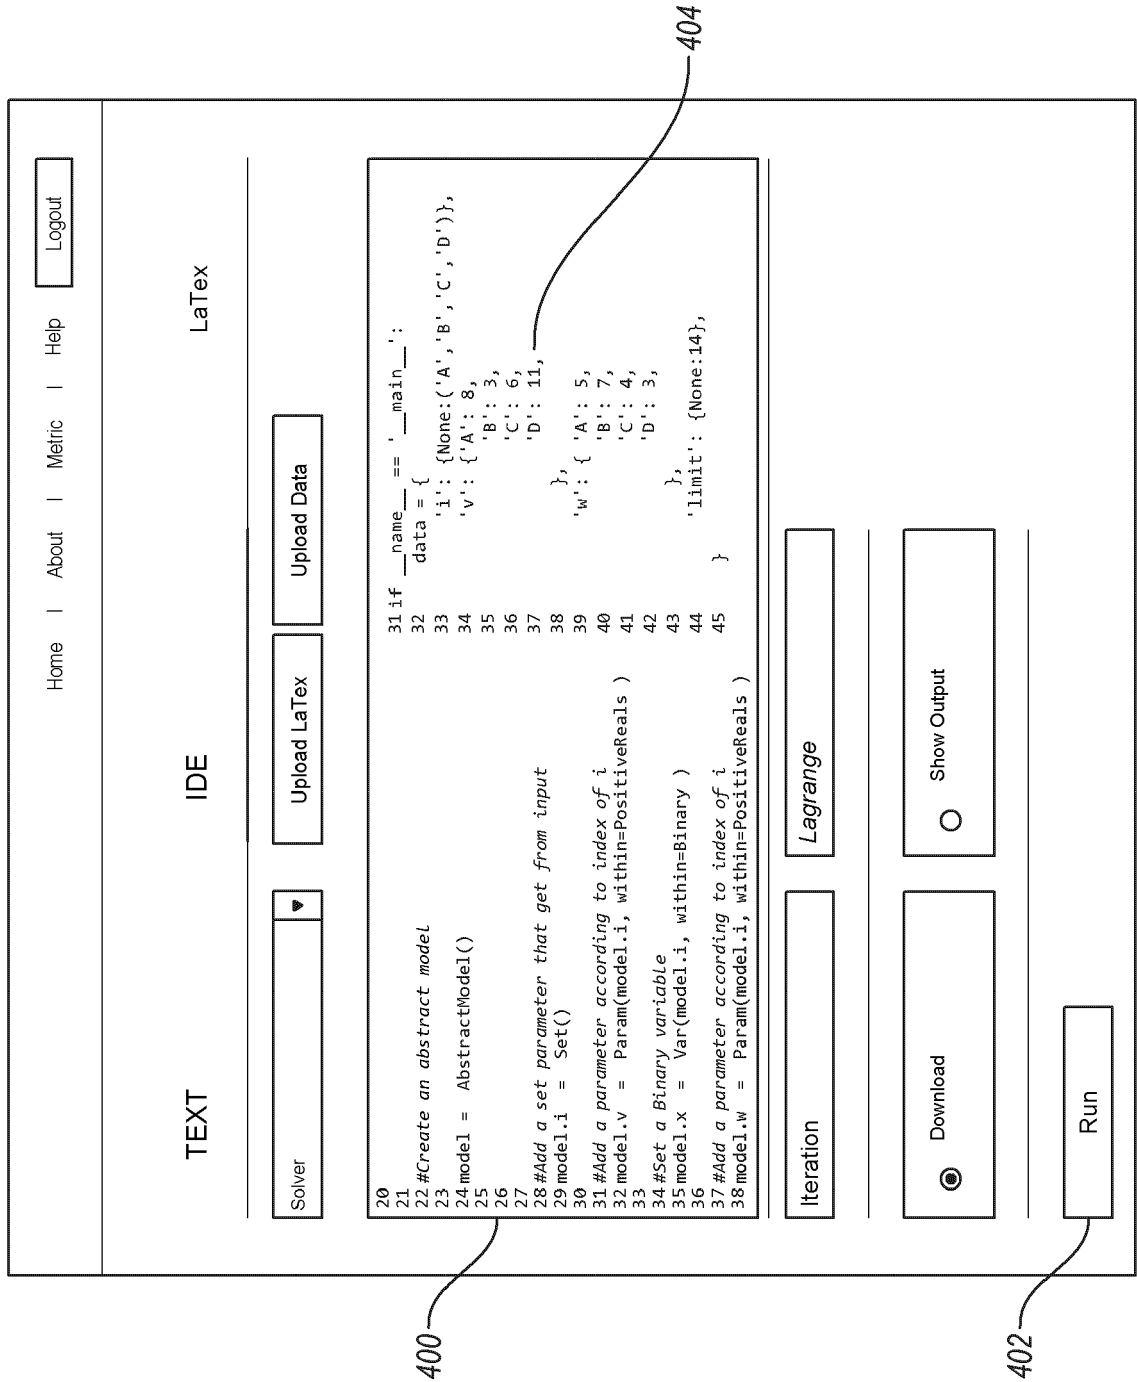 Home | About | Metric | Help Logout
TEXT IDE LaTex
Solver ▼ Upload LaTex Upload Data
20
21
22 #Create an abstract model
23
24 model = AbstractModel()
25
26
27
28 #Add a set parameter that get from input
29 model.i = Set()
30
31 #Add a parameter according to index of i
32 model.v = Param(model.i, within=PositiveReals )
33
34 #Set a Binary variable
35 model.x = Var(model.i, within=Binary )
36
37 #Add a parameter according to index of i
38 model.w = Param(model.i, within=PositiveReals )
31 if __name__ == '__main__':
32 data = {
33 'i': {None:('A','B','C','D')},
34 'v': {'A': 8,
35 'B': 3,
36 'C': 6,
37 'D': 11,
38 },
39 'w': { 'A': 5,
40 'B': 7,
41 'C': 4,
42 'D': 3,
43 },
44 'limit': {None:14},
45 }
Iteration Lagrange
Download Show Output
Run
400
402
404